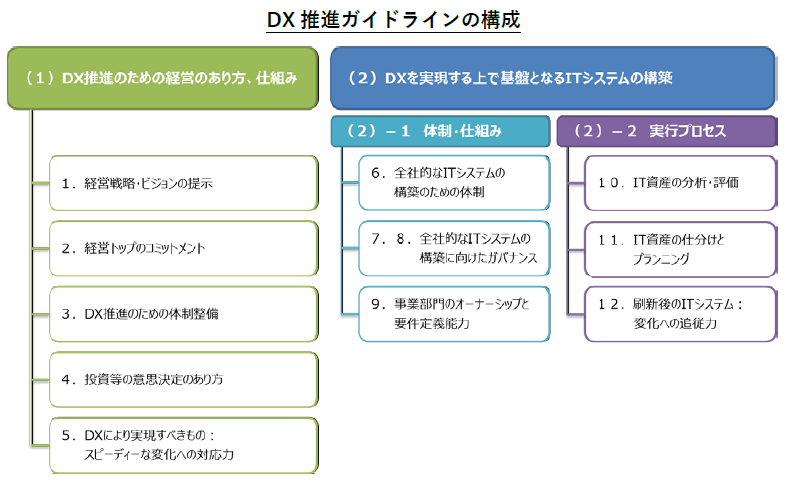 DX 推進ガイドラインの構成
（１）DX推進のための経営のあり方、仕組み
１．経営戦略・ビジョンの提示
２．経営トップのコミットメント
３．DX推進のための体制整備
４．投資等の意思決定のあり方
５．DXにより実現すべきもの：
スピーディーな変化への対応力
（２）DXを実現する上で基盤となるITシステムの構築
（２）－１ 体制・仕組み
６．全社的なITシステムの
構築のための体制
７．８．全社的なITシステムの
構築に向けたガバナンス
９．事業部門のオーナーシップと
要件定義能力
（２）－２ 実行プロセス
１０．IT資産の分析・評価
１１．IT資産の仕分けと
プランニング
１２．刷新後のITシステム：
変化への追従力